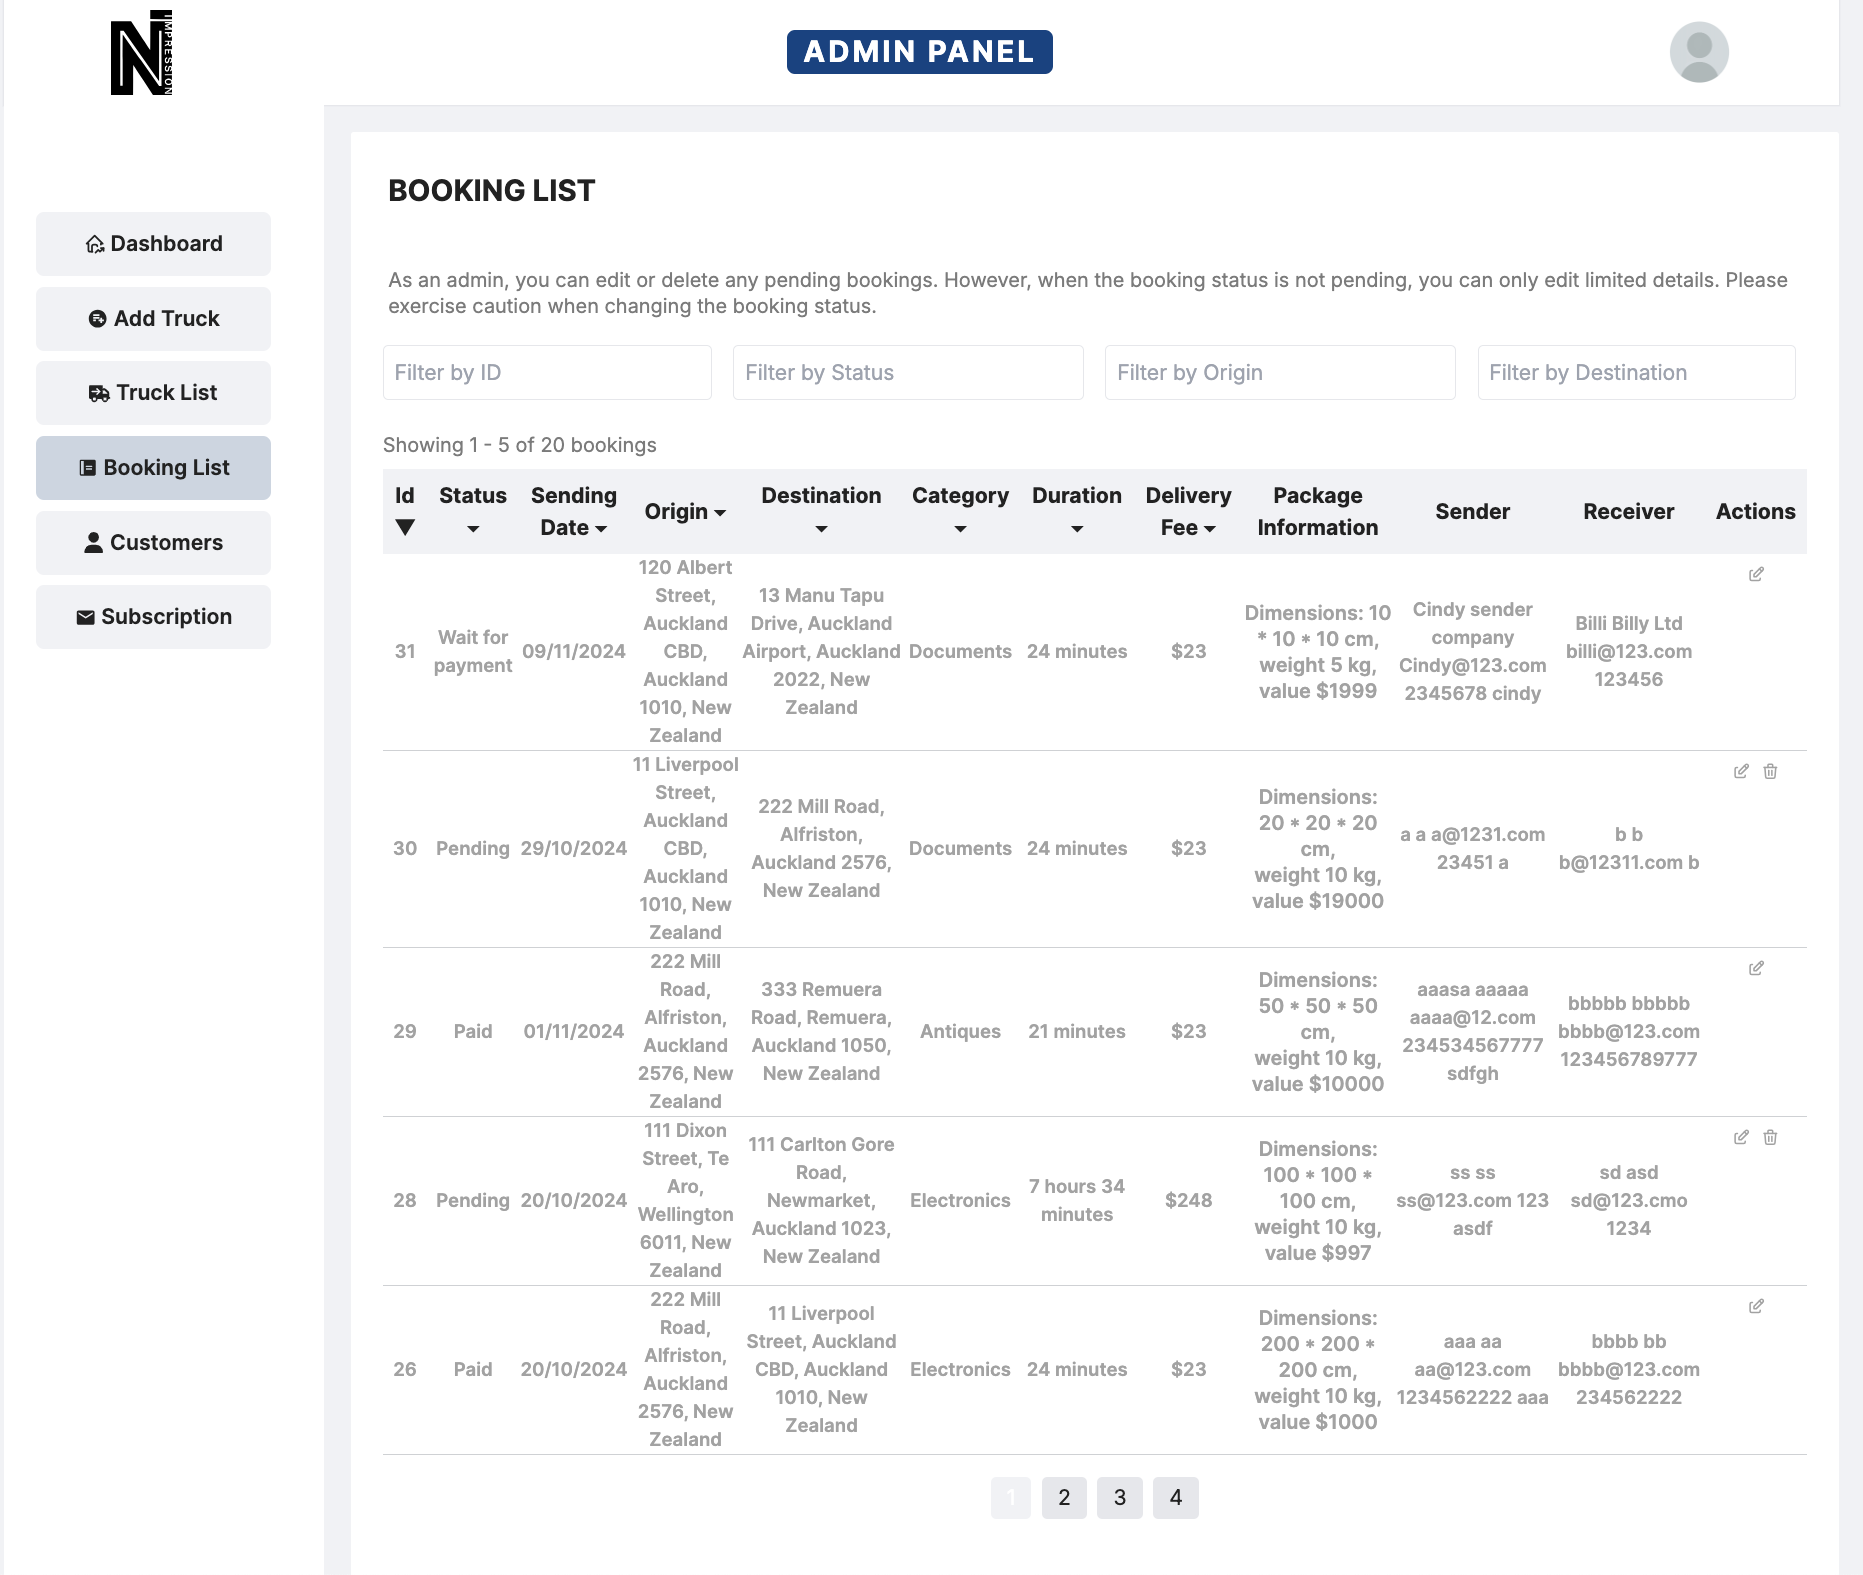 IMPRESSION
ADMIN PANEL
Dashboard
Add Truck
Truck List
Booking List
Customers
Subscription
BOOKING LIST
As an admin, you can edit or delete any pending bookings. However, when the booking status is not pending, you can only edit limited details. Please
exercise caution when changing the booking status.
Filter by ID
Filter by Status
Filter by Origin
Filter by Destination
Showing 1 - 5 of 20 bookings
Id
Status
Sending
Date
Origin
Destination
Category
Duration
Delivery
Fee
Package
Information
Sender
Receiver
Actions
31
Wait for
payment
09/11/2024
120 Albert
Street,
Auckland
CBD,
Auckland
1010, New
Zealand
13 Manu Tapu
Drive, Auckland
Airport, Auckland
2022, New
Zealand
Documents
24 minutes
$23
Dimensions: 10
* 10 * 10 cm,
weight 5 kg,
value $1999
Cindy sender
company
Cindy@123.com
2345678 cindy
Billi Billy Ltd
billi@123.com
123456
30
Pending
29/10/2024
11 Liverpool
Street,
Auckland
CBD,
Auckland
1010, New
Zealand
222 Mill Road,
Alfriston,
Auckland 2576,
New Zealand
Documents
24 minutes
$23
Dimensions:
20 * 20 * 20
cm,
weight 10 kg,
value $19000
a a a@1231.com
23451 a
b b
b@12311.com b
29
Paid
01/11/2024
222 Mill
Road,
Alfriston,
Auckland
2576, New
Zealand
333 Remuera
Road, Remuera,
Auckland 1050,
New Zealand
Antiques
21 minutes
$23
Dimensions:
50 * 50 * 50
cm,
weight 10 kg,
value $10000
aaasa aaaaa
aaaa@12.com
234534567777
sdfgh
bbbbb bbbbb
bbbb@123.com
123456789777
28
Pending
20/10/2024
111 Dixon
Street, Te
Aro,
Wellington
6011, New
Zealand
111 Carlton Gore
Road,
Newmarket,
Auckland 1023,
New Zealand
Electronics
7 hours 34
minutes
$248
Dimensions:
100 * 100 *
100 cm,
weight 10 kg,
value $997
ss ss
ss@123.com 123
asdf
sd asd
sd@123.cmo
1234
26
Paid
20/10/2024
222 Mill
Road,
Alfriston,
Auckland
2576, New
Zealand
11 Liverpool
Street, Auckland
CBD, Auckland
1010, New
Zealand
Electronics
24 minutes
$23
Dimensions:
200 * 200 *
200 cm,
weight 10 kg,
value $1000
aaa aa
aa@123.com
1234562222 aaa
bbbb bb
bbbb@123.com
234562222
1
2
3
4